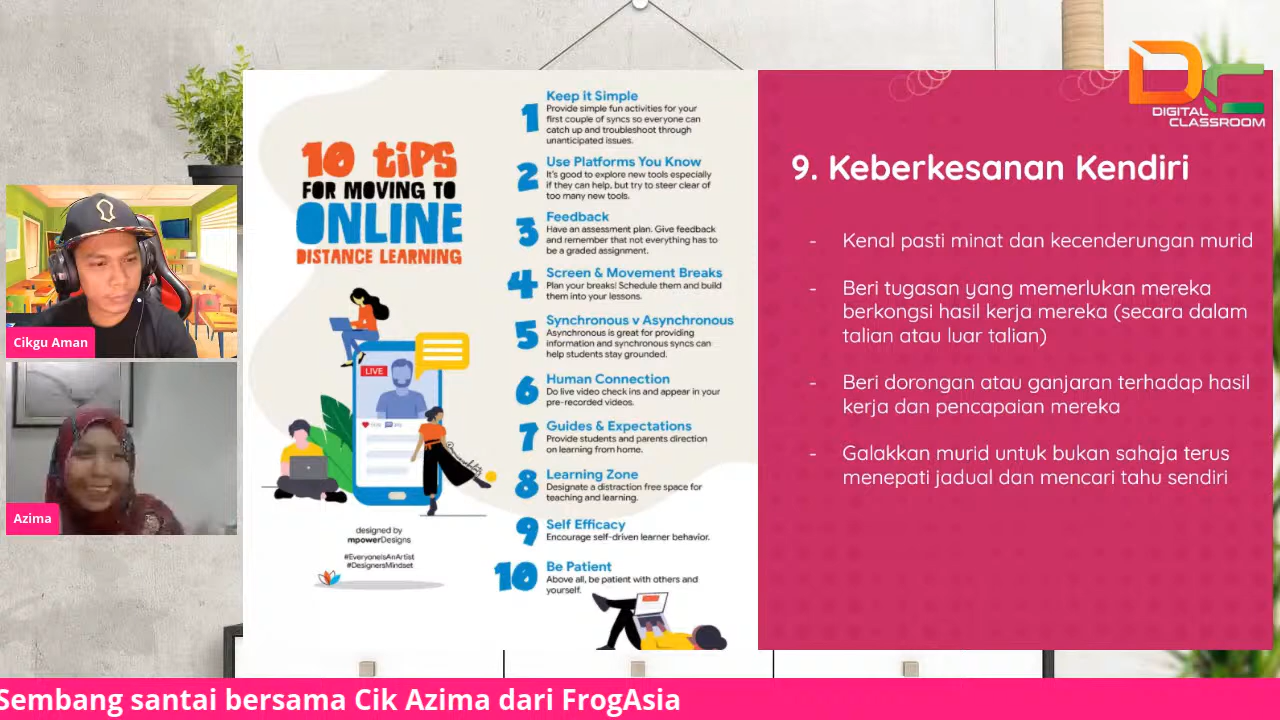 DIGITAL
CLASSROOM
10 TIPS
FOR MOVING TO
ONLINE
DISTANCE LEARNING
LIVE
designed by
mpowerDesigns
#EveryoneIsAnArtist
#DesignersMindset
1
Keep it Simple
Provide simple fun activities for your
first couple of syncs so everyone can
catch up and troubleshoot through
unanticipated issues.
2
Use Platforms You Know
It's good to explore new tools especially
if they can help, but try to steer clear of
too many new tools.
3
Feedback
Have an assessment plan. Give feedback
and remember that not everything has to
be a graded assignment.
4
Screen & Movement Breaks
Plan your breaks! Schedule them and build
them into your lessons.
5
Synchronous v Asynchronous
Asynchronous is great for providing
information and synchronous syncs can
help students stay grounded.
6
Human Connection
Do live video check ins and appear in your
pre-recorded videos.
7
Guides & Expectations
Provide students and parents direction
on learning from home.
8
Learning Zone
Designate a distraction free space for
teaching and learning.
9
Self Efficacy
Encourage self-driven learner behavior.
10
Be Patient
Above all, be patient with others and
yourself.
9. Keberkesanan Kendiri
- Kenal pasti minat dan kecenderungan murid
- Beri tugasan yang memerlukan mereka
berkongsi hasil kerja mereka (secara dalam
talian atau luar talian)
- Beri dorongan atau ganjaran terhadap hasil
kerja dan pencapaian mereka
- Galakkan murid untuk bukan sahaja terus
menepati jadual dan mencari tahu sendiri
Cikgu Aman
Azima
Sembang santai bersama Cik Azima dari FrogAsia